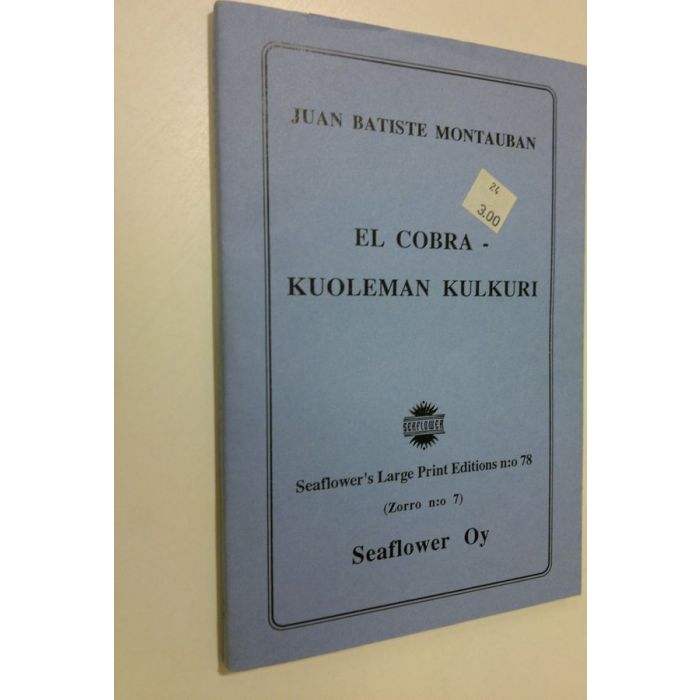 JUAN BATISTE MONTAUBAN
24
3.00
EL COBRA -
KUOLEMAN KULKURI
SEAFLOWER
Seaflower's Large Print Editions n:o 78
(Zorro n:o 7)
Seaflower Oy